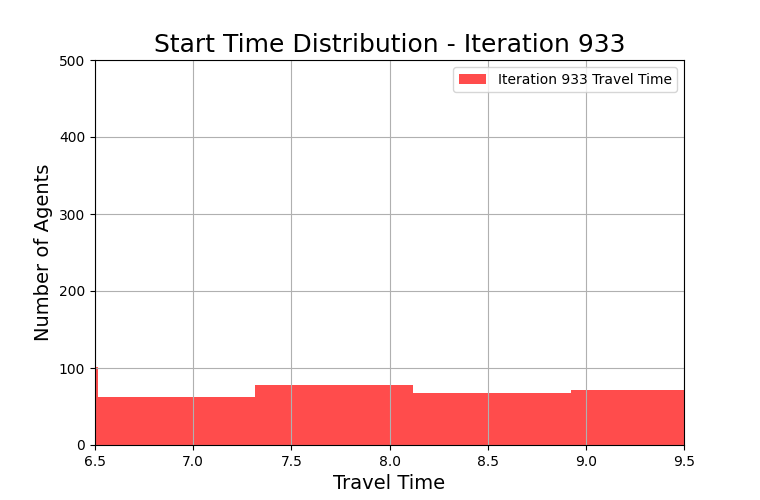 Start Time Distribution - Iteration 933
Iteration 933 Travel Time
Number of Agents
500
400
300
200
100
0
6.5 7.0 7.5 8.0 8.5 9.0 9.5
Travel Time